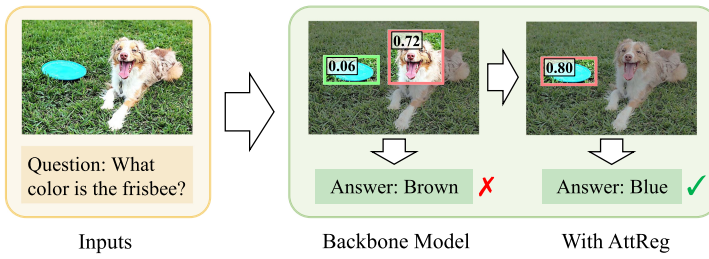 Question: What
color is the frisbee?
Inputs
0.06
0.72
Answer: Brown ✗
Backbone Model
0.80
Answer: Blue ✓
With AttReg